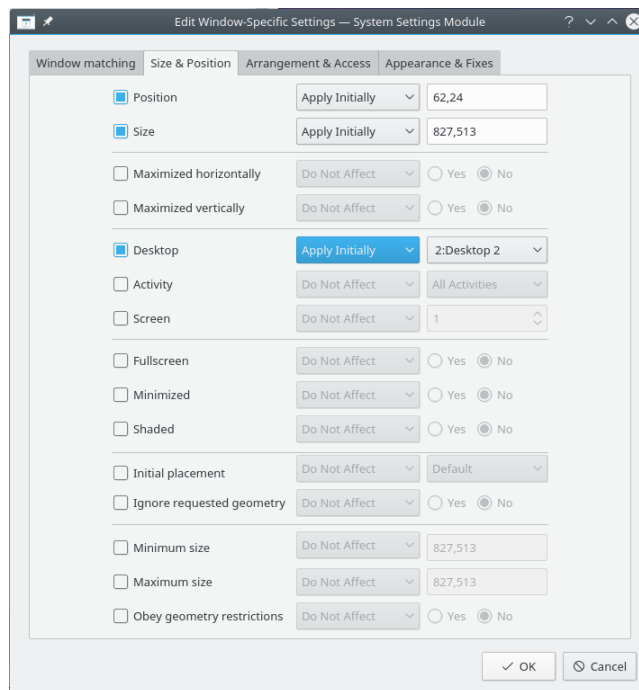 Edit Window-Specific Settings — System Settings Module
Window matching Size & Position Arrangement & Access Appearance & Fixes
Position Apply Initially 62,24
Size Apply Initially 827,513
Maximized horizontally Do Not Affect Yes No
Maximized vertically Do Not Affect Yes No
Desktop Apply Initially 2:Desktop 2
Activity Do Not Affect All Activities
Screen Do Not Affect 1
Fullscreen Do Not Affect Yes No
Minimized Do Not Affect Yes No
Shaded Do Not Affect Yes No
Initial placement Do Not Affect Default
Ignore requested geometry Do Not Affect Yes No
Minimum size Do Not Affect 827,513
Maximum size Do Not Affect 827,513
Obey geometry restrictions Do Not Affect Yes No
OK Cancel